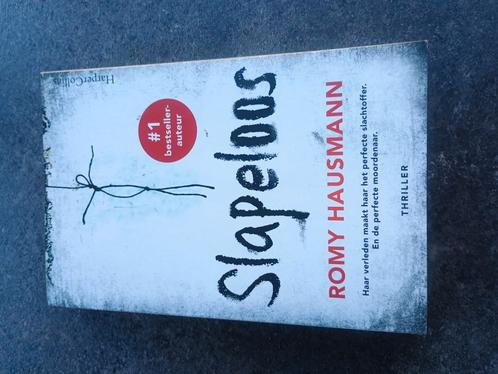 HarperCollins
#1
bestseller-
auteur
Slapeloos
ROMY HAUSMANN
Haar verleden maakt haar het perfecte slachtoffer.
En de perfecte moordenaar.
THRILLER